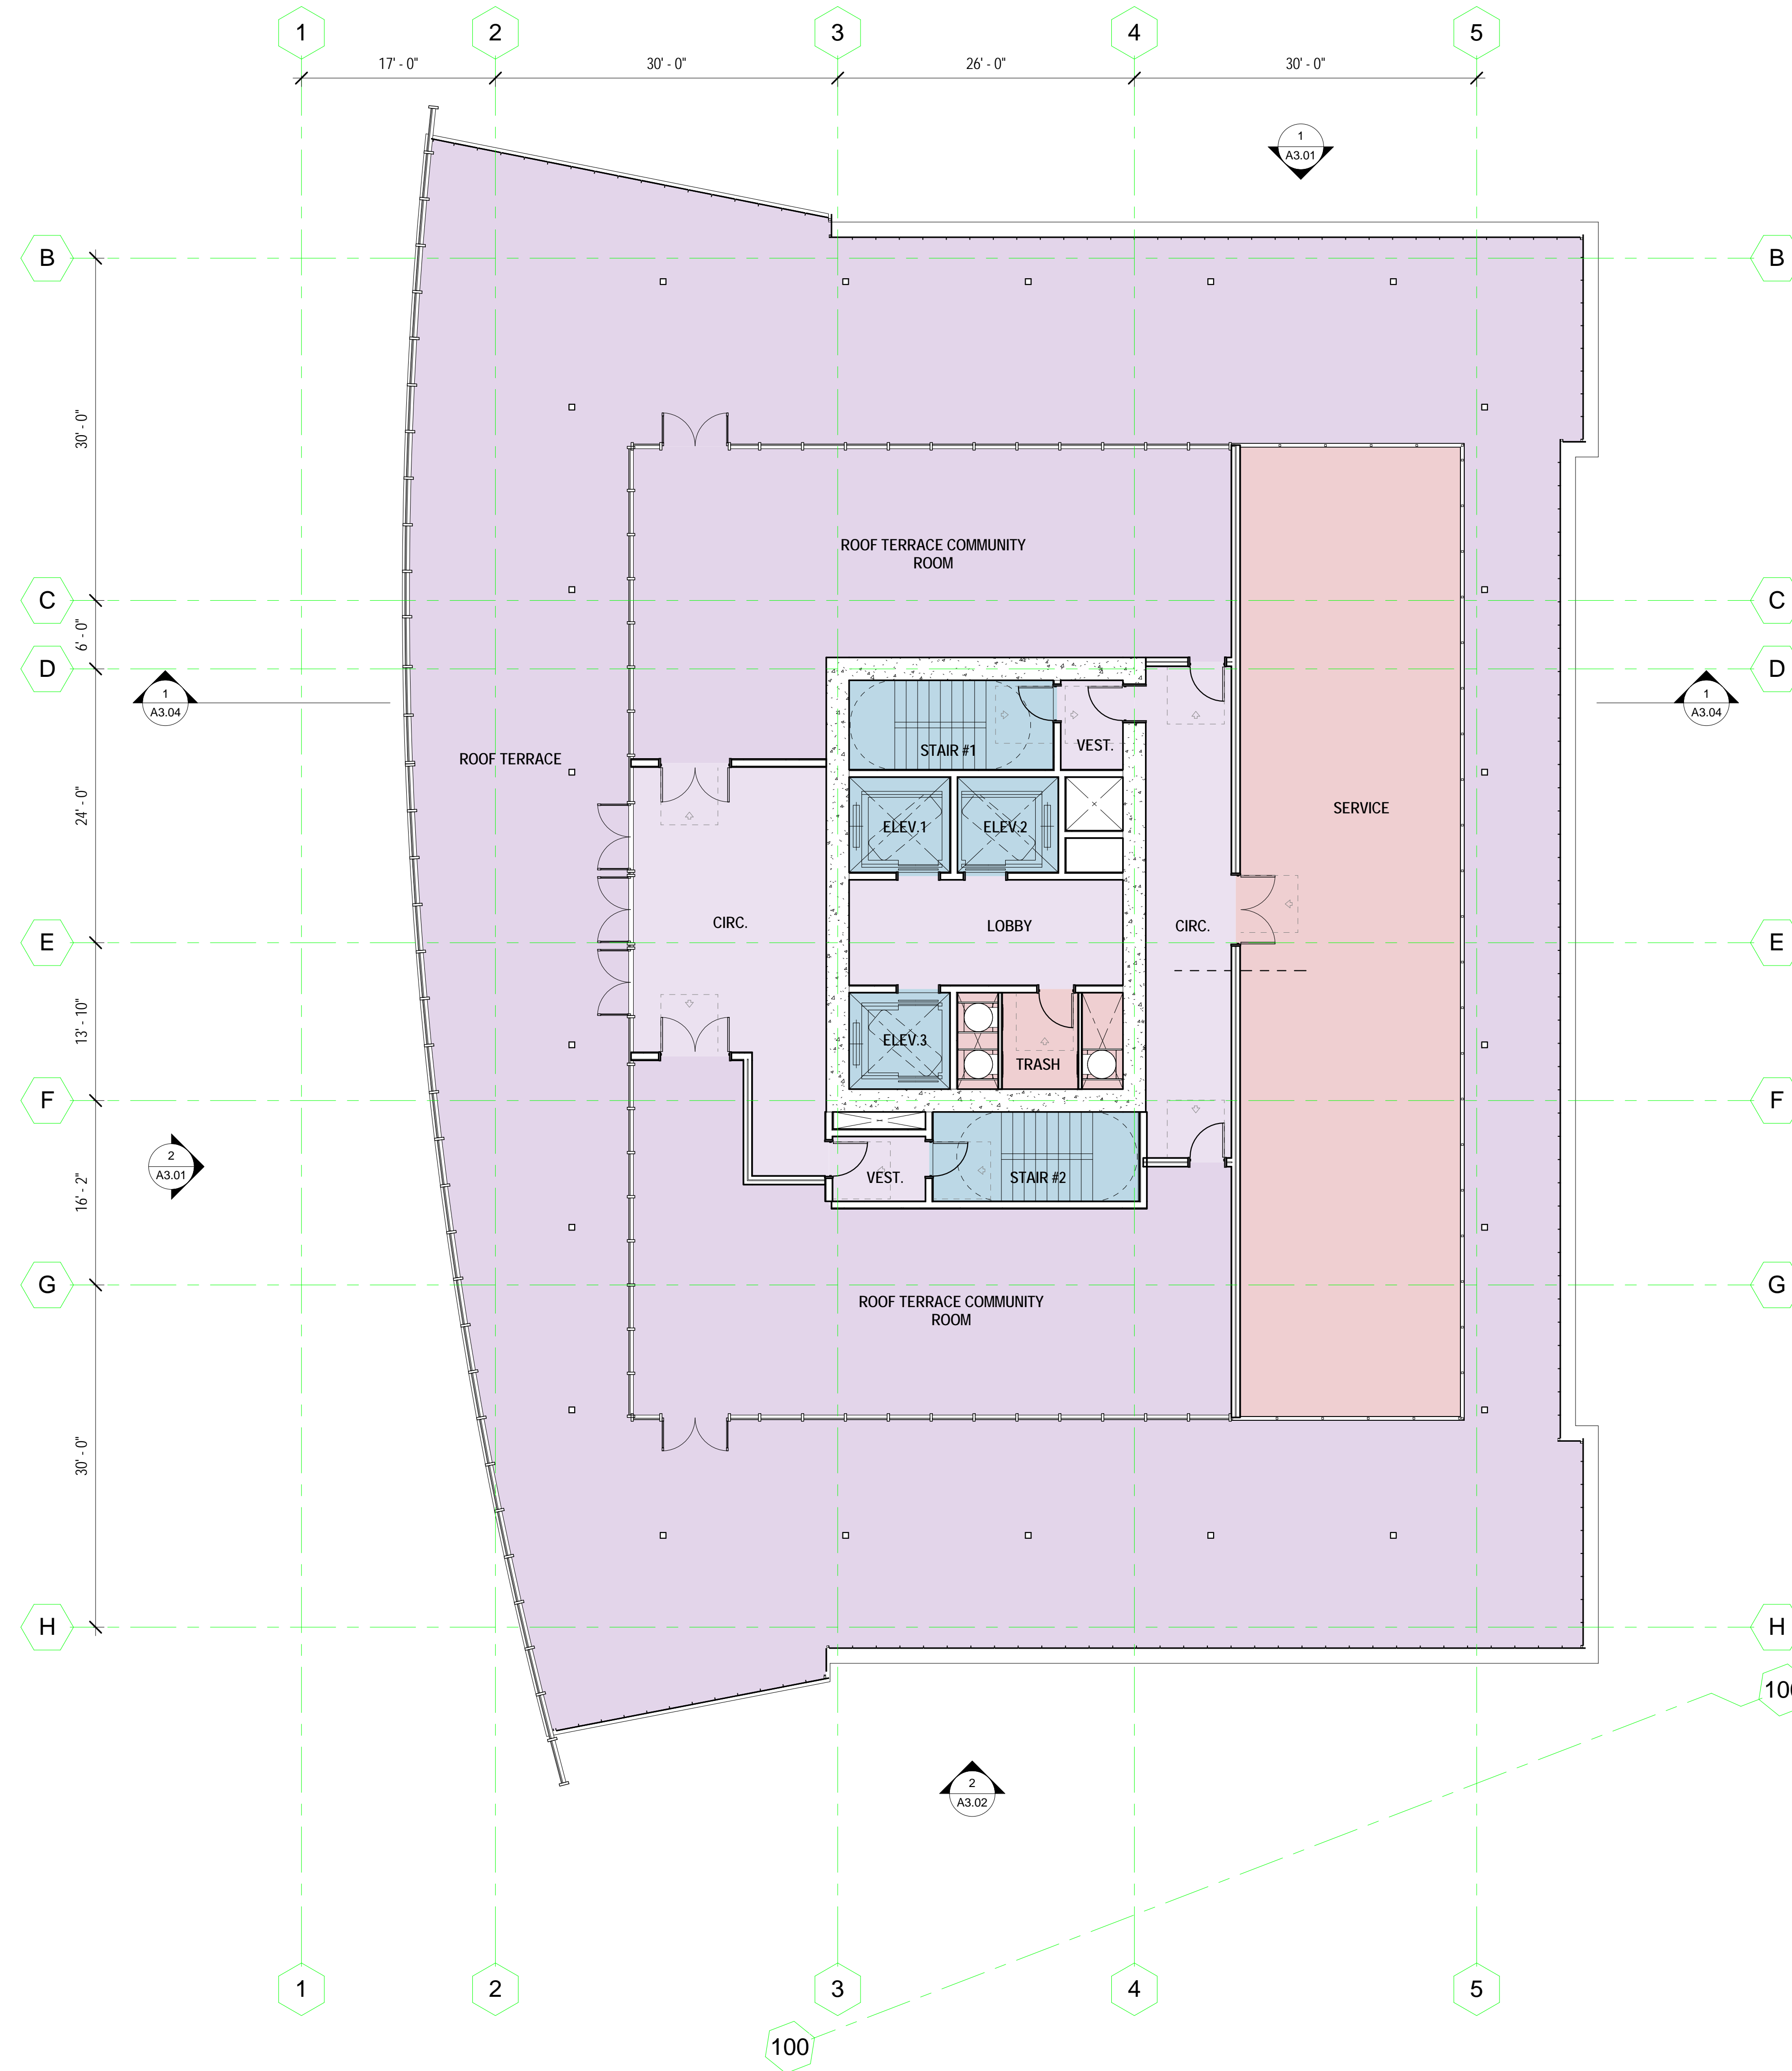 1
2
3
4
5
17' - 0"
30' - 0"
26' - 0"
30' - 0"
1
A3.01
B
B
30' - 0"
ROOF TERRACE COMMUNITY
ROOM
C
C
6' - 0"
D
D
1
A3.04
1
A3.04
STAIR #1
VEST.
ROOF TERRACE
24' - 0"
ELEV.1
ELEV.2
SERVICE
CIRC.
LOBBY
CIRC.
E
E
13' - 10"
ELEV.3
TRASH
F
F
2
A3.01
16' - 2"
VEST.
STAIR #2
G
G
ROOF TERRACE COMMUNITY
ROOM
30' - 0"
H
H
2
A3.02
1
2
3
4
5
100